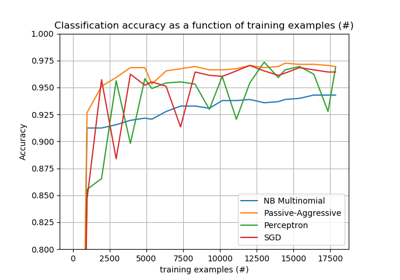 Classification accuracy as a function of training examples (#)
1.000
0.975
0.950
0.925
0.900
0.875
0.850
0.825
0.800
Accuracy
NB Multinomial
Passive-Aggressive
Perceptron
SGD
0 2500 5000 7500 10000 12500 15000 17500
training examples (#)